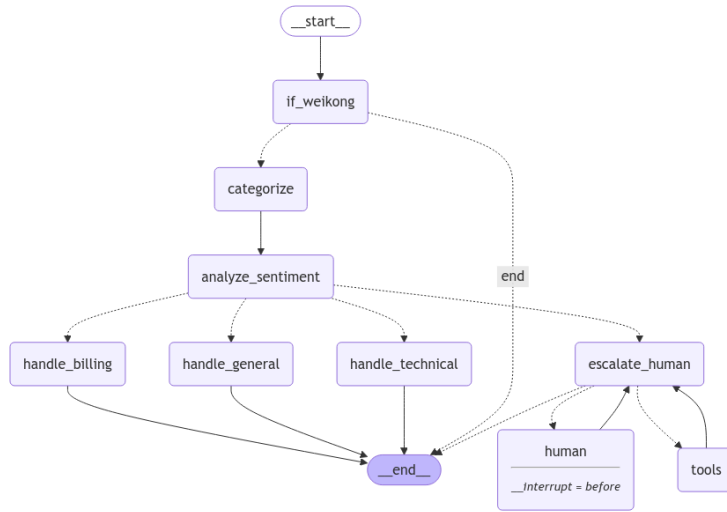 __start__
if_weikong
categorize
analyze_sentiment
end
handle_billing
handle_general
handle_technical
escalate_human
human
__interrupt = before
tools
__end__